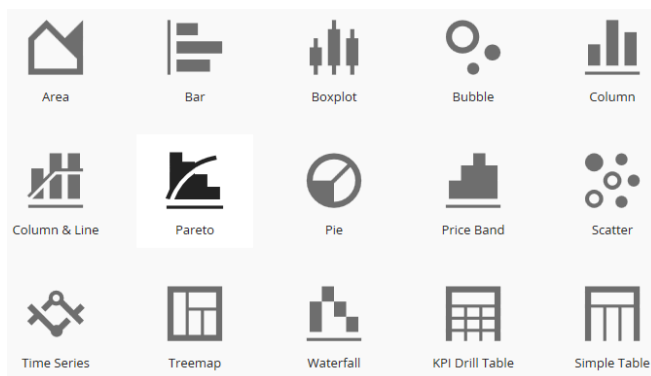 Area
Bar
Boxplot
Bubble
Column
Column & Line
Pareto
Pie
Price Band
Scatter
Time Series
Treemap
Waterfall
KPI Drill Table
Simple Table